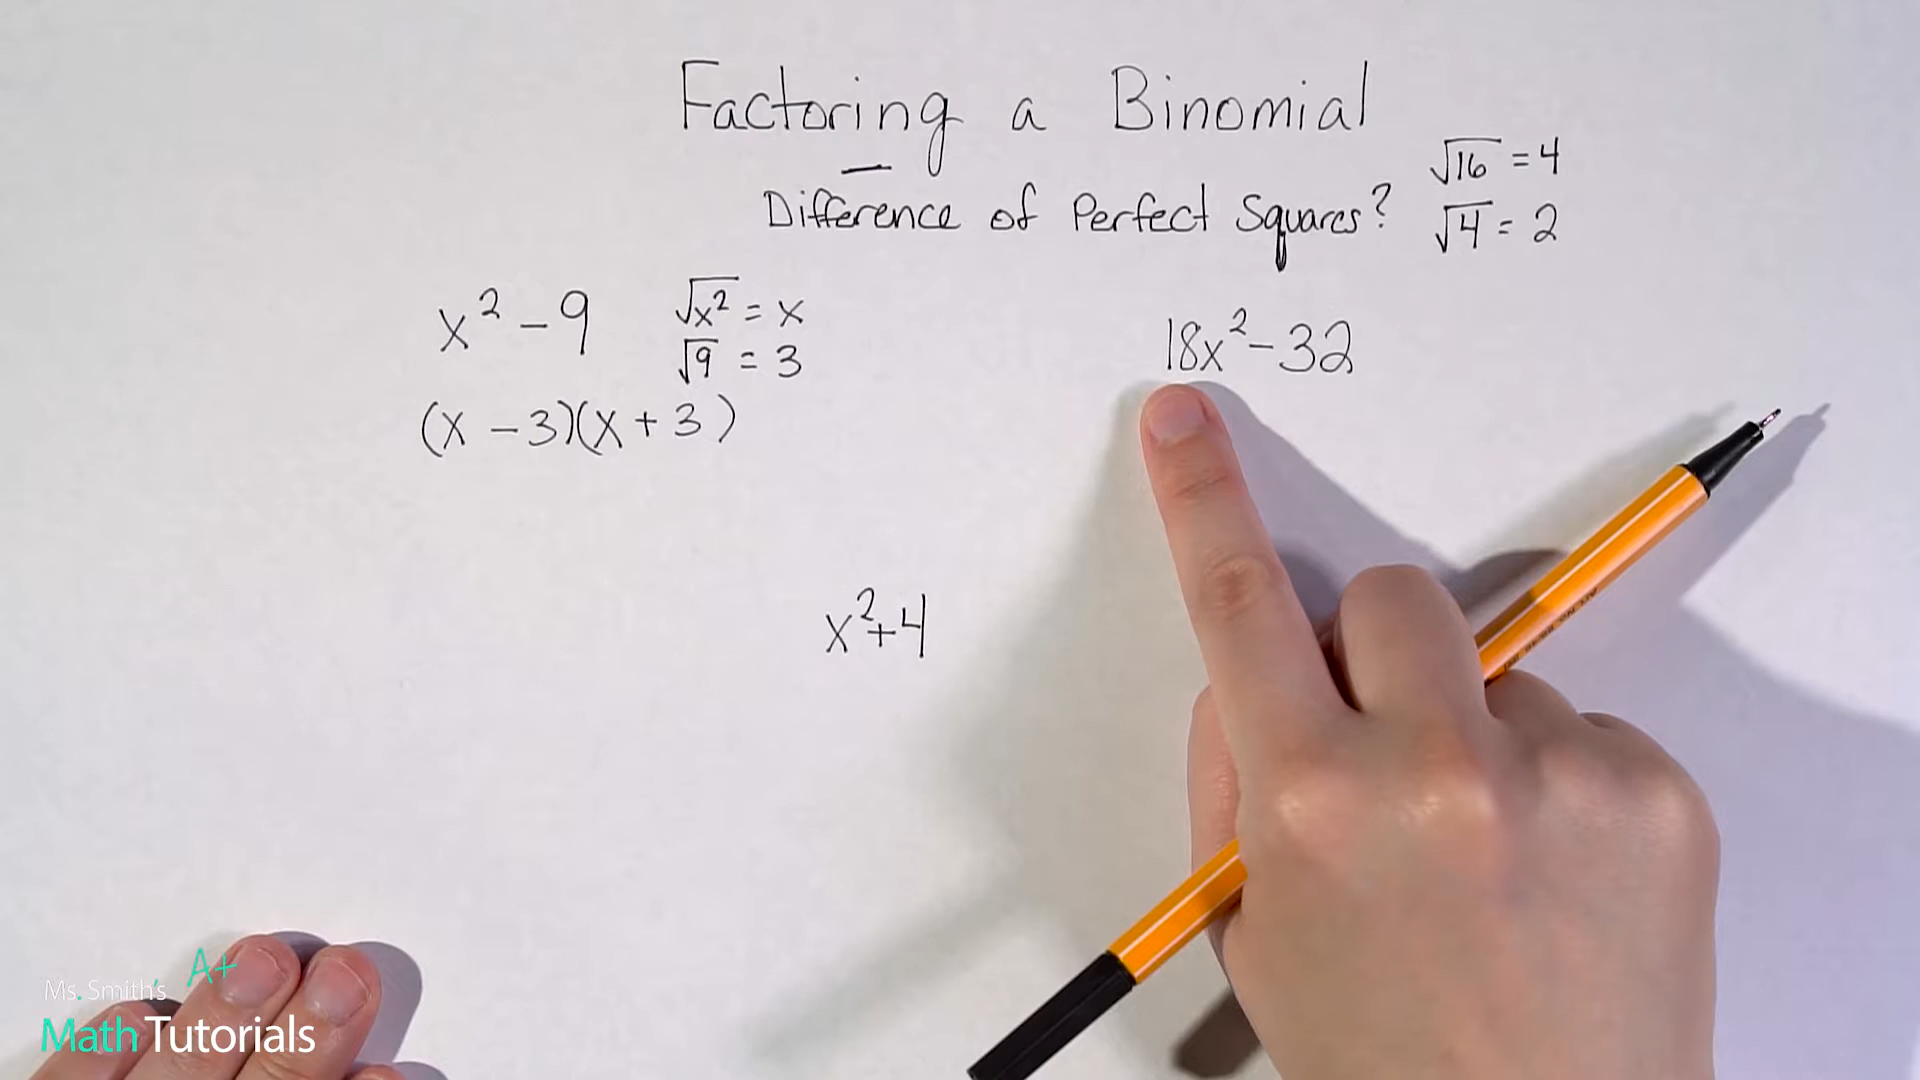 Factoring a Binomial
Difference of Perfect Squares?
√16 = 4
√4 = 2
x² - 9
√x² = x
√9 = 3
(x - 3)(x + 3)
18x² - 32
x² + 4
Ms. Smith's A+
Math Tutorials